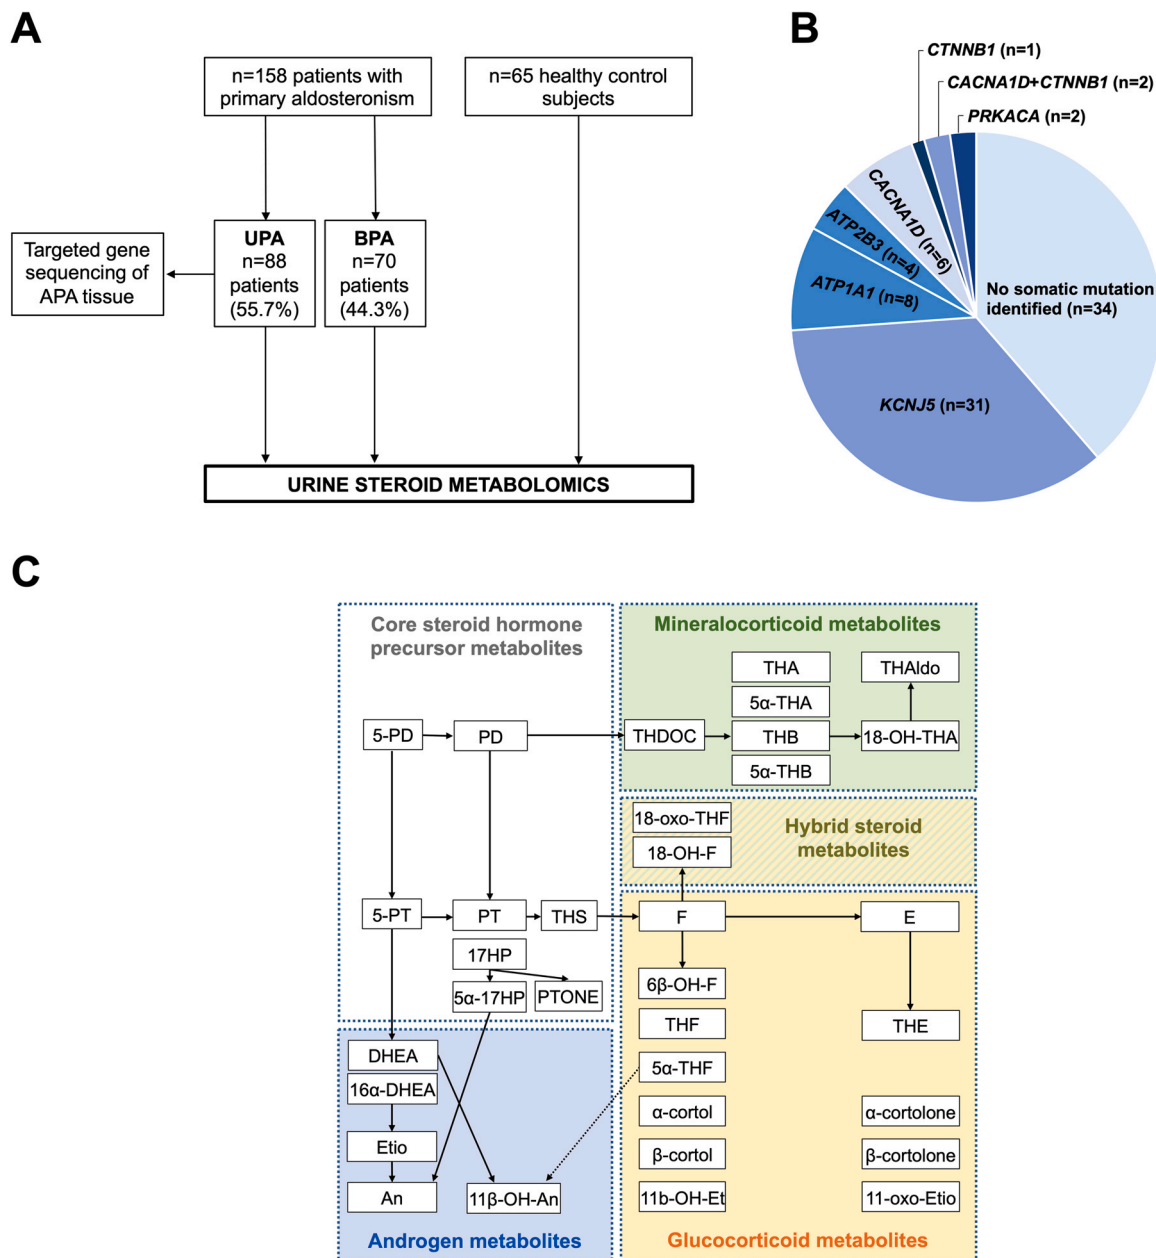 A
n=158 patients with
primary aldosteronism
n=65 healthy control
subjects
Targeted gene
sequencing of
APA tissue
UPA
n=88
patients
(55.7%)
BPA
n=70
patients
(44.3%)
URINE STEROID METABOLOMICS
B
CTNNB1 (n=1)
CACNA1D+CTNNB1 (n=2)
PRKACA (n=2)
CACNA1D (n=6)
ATP2B3 (n=4)
ATP1A1 (n=8)
No somatic mutation
identified (n=34)
KCNJ5 (n=31)
C
Core steroid hormone
precursor metabolites
5-PD
PD
5-PT
PT
THS
17HP
5α-17HP
PTONE
Mineralocorticoid metabolites
THA
THAldo
5α-THA
THDOC
THB
18-OH-THA
5α-THB
18-oxo-THF
18-OH-F
Hybrid steroid
metabolites
F
E
6β-OH-F
THF
THE
5α-THF
α-cortol
α-cortolone
β-cortol
β-cortolone
11b-OH-Et
11-oxo-Etio
Glucocorticoid metabolites
DHEA
16α-DHEA
Etio
An
11β-OH-An
Androgen metabolites